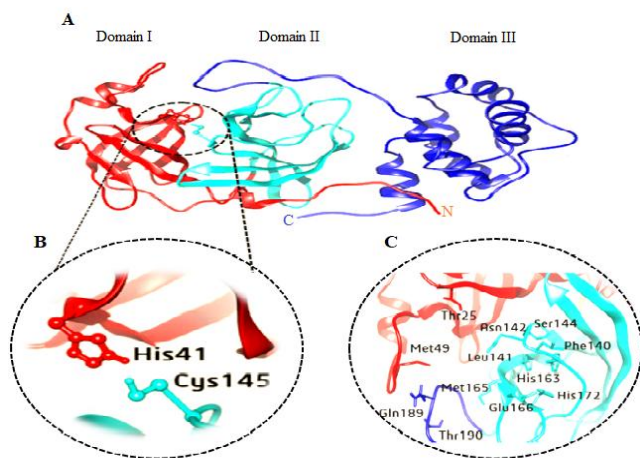 A
Domain I Domain II Domain III
C
N
B
C
His41
Cys145
Thr25
Asn142
Ser144
Phe140
Met49
Leu141
His163
Met165
His172
Glu166
Gln189
Thr190